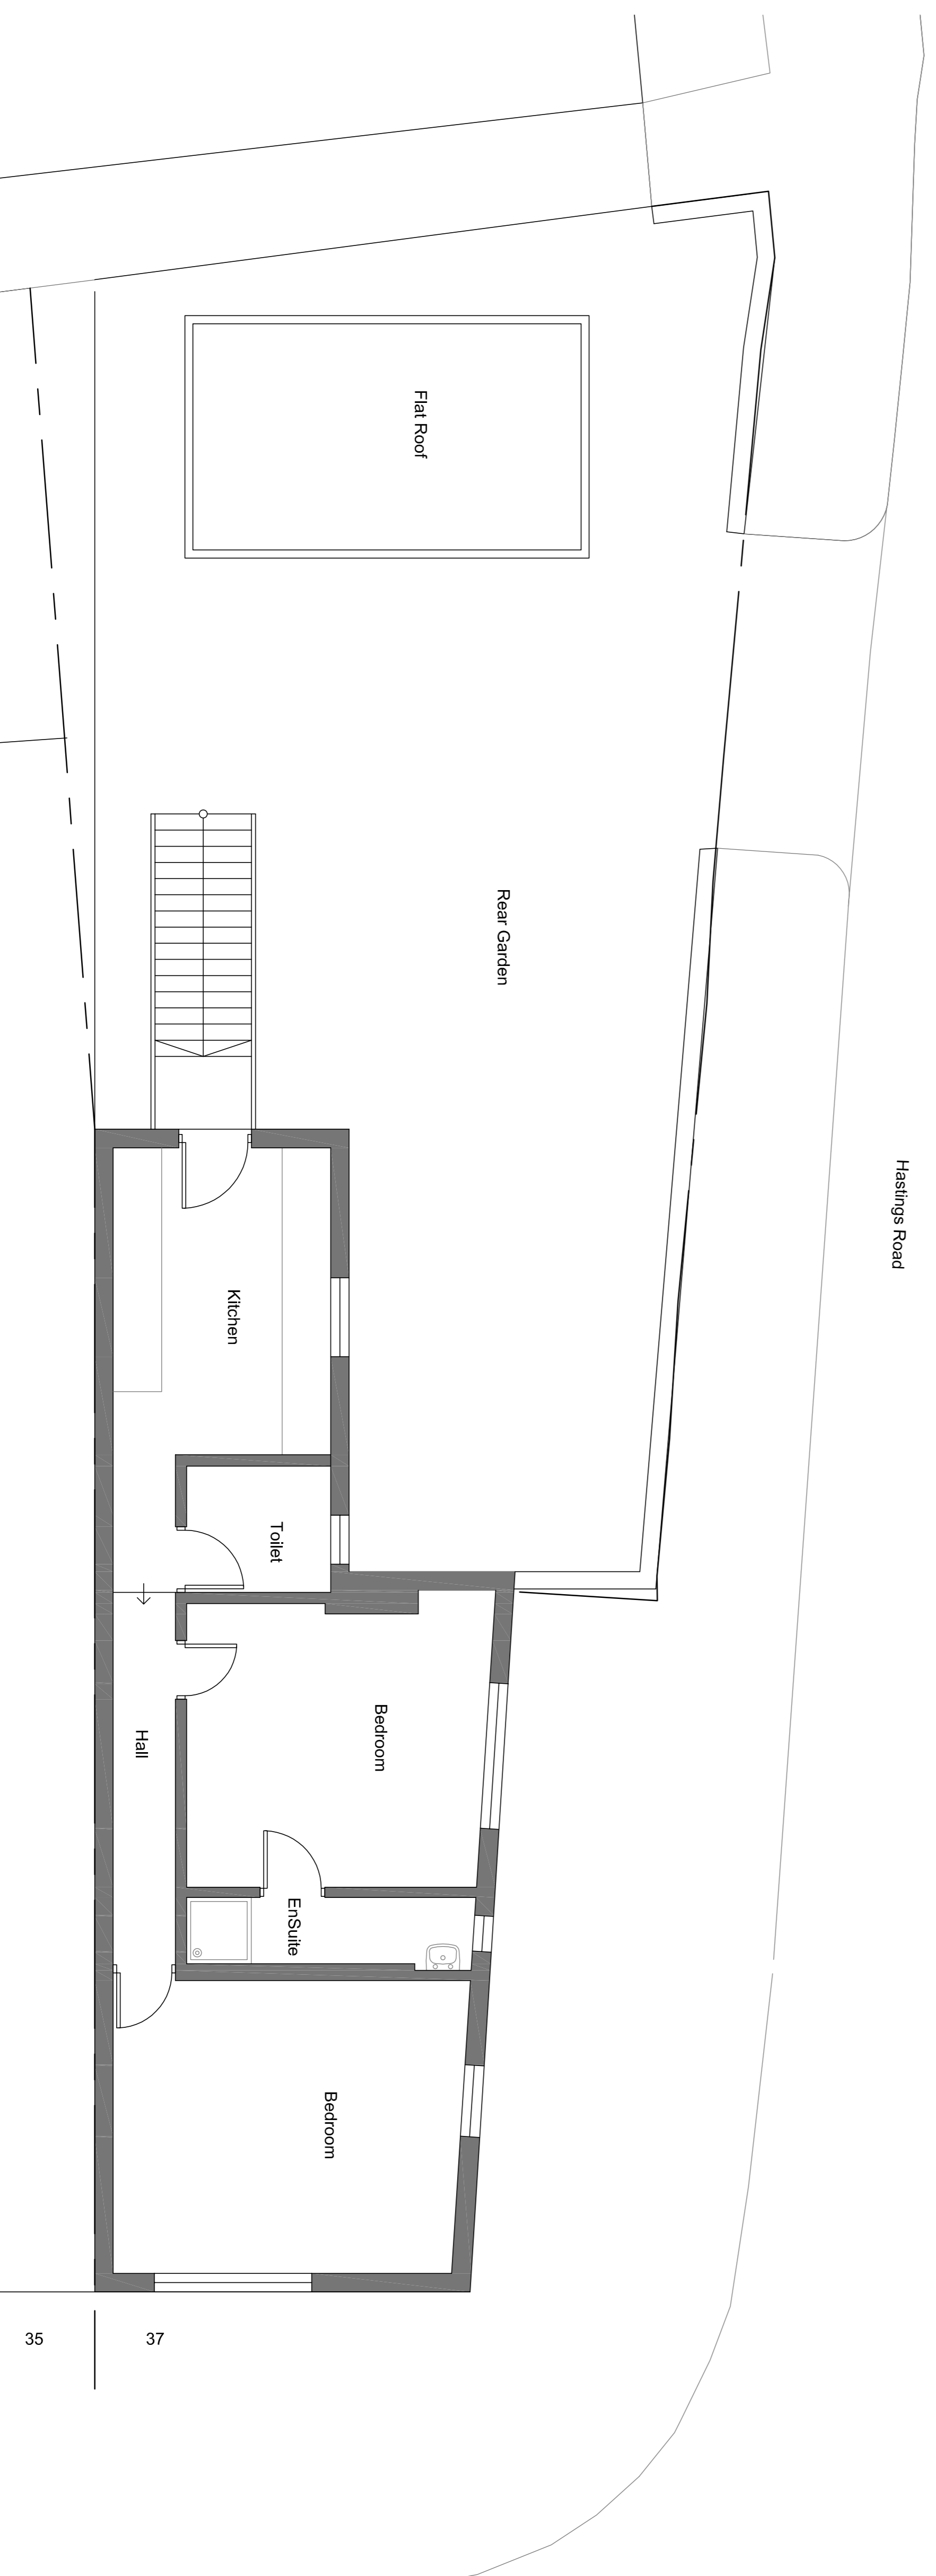 Flat Roof
Rear Garden
Hastings Road
Kitchen
Toilet
Bedroom
Hall
EnSuite
Bedroom
35
37